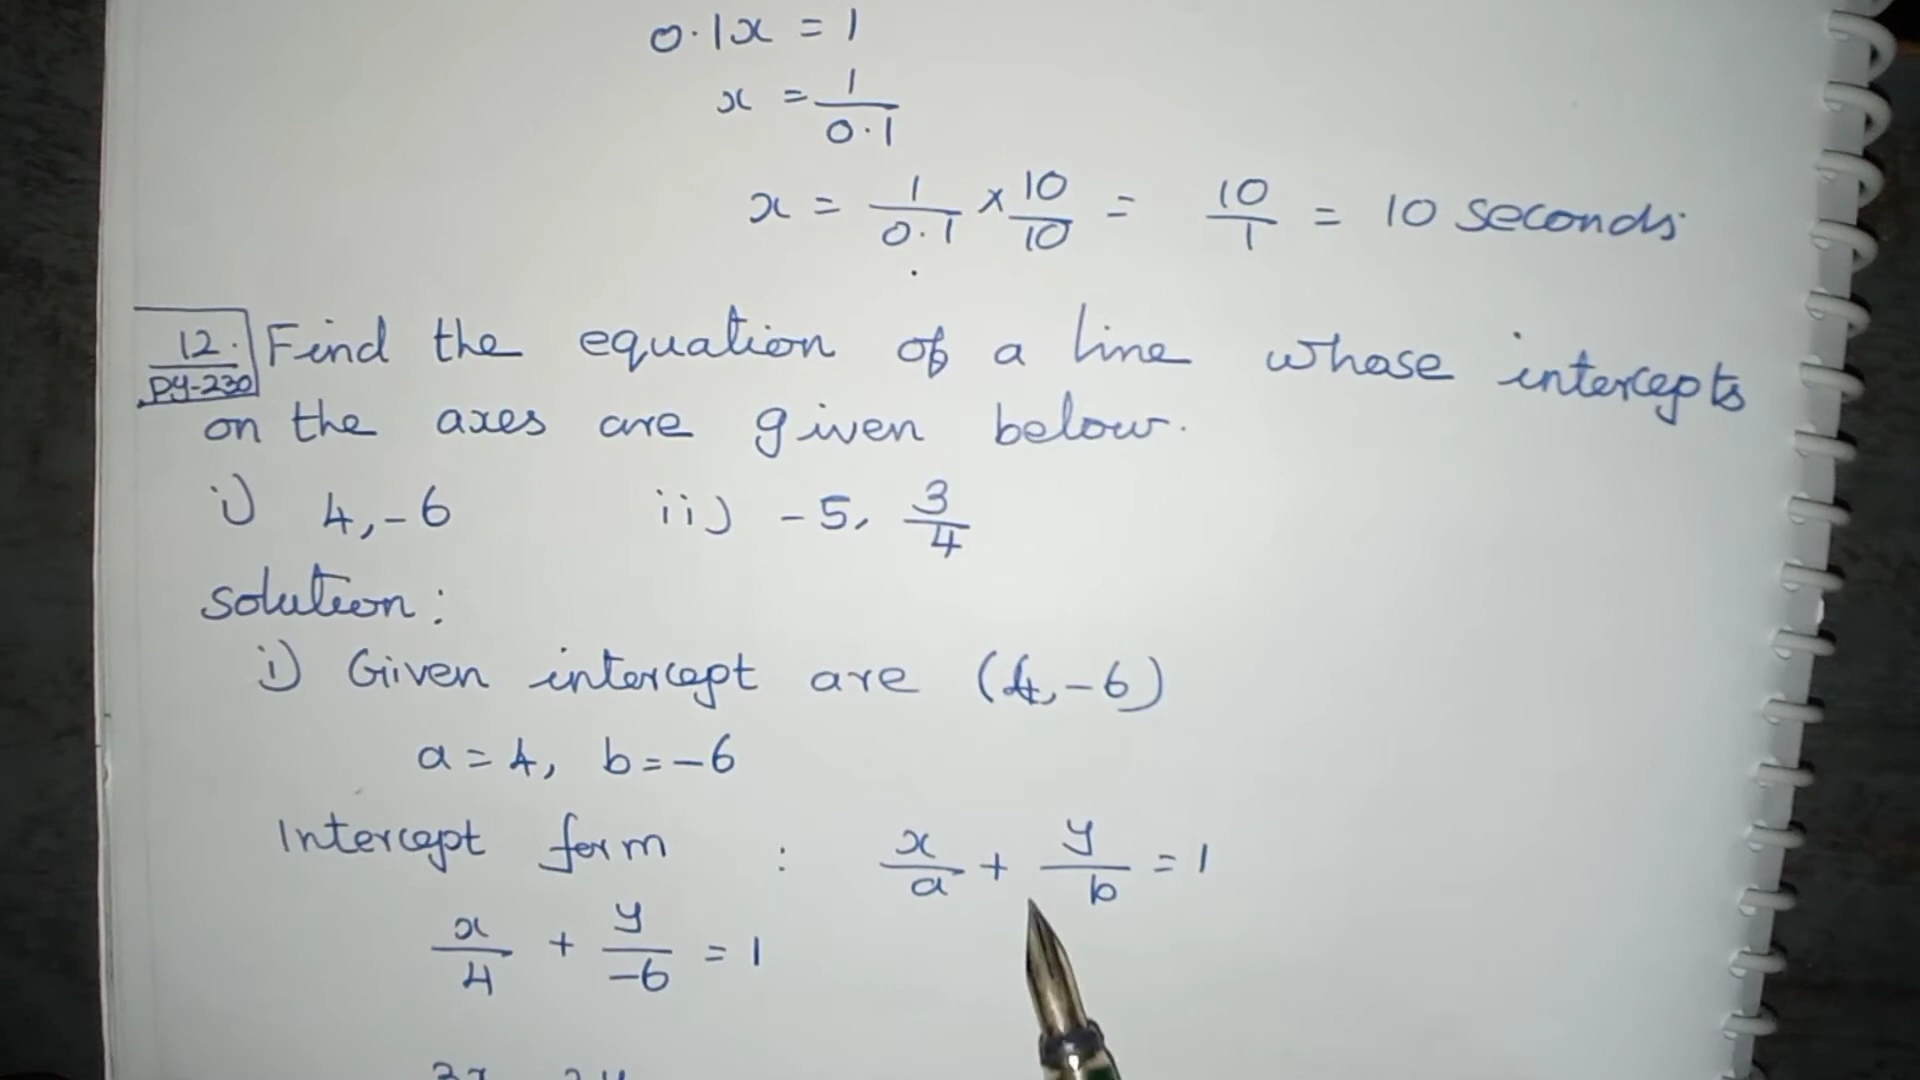 0.1x = 1
x = 1/0.1
x = 1/0.1 × 10/10 = 10/1 = 10 seconds
12. Find the equation of a line whose intercepts
pg-230
on the axes are given below.
i) 4, -6 ii) -5, 3/4
solution:
i) Given intercept are (4, -6)
a = 4, b = -6
Intercept form : x/a + y/b = 1
x/4 + y/-6 = 1